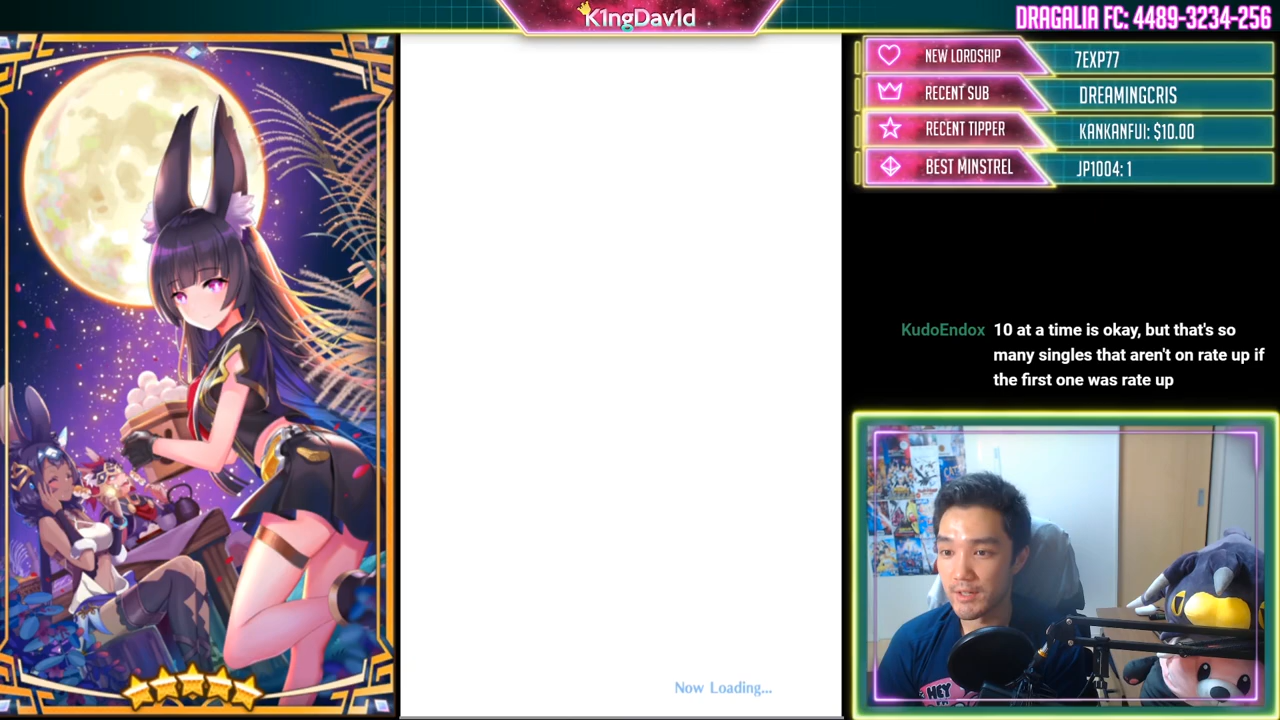 K1ngDav1d
DRAGALIA FC: 4489-3234-256
NEW LORDSHIP 7EXP77
RECENT SUB DREAMINGCRIS
RECENT TIPPER KANKANFUI: $10.00
BEST MINSTREL JP1004: 1
KudoEndox 10 at a time is okay, but that's so
many singles that aren't on rate up if
the first one was rate up
Now Loading...
HEY